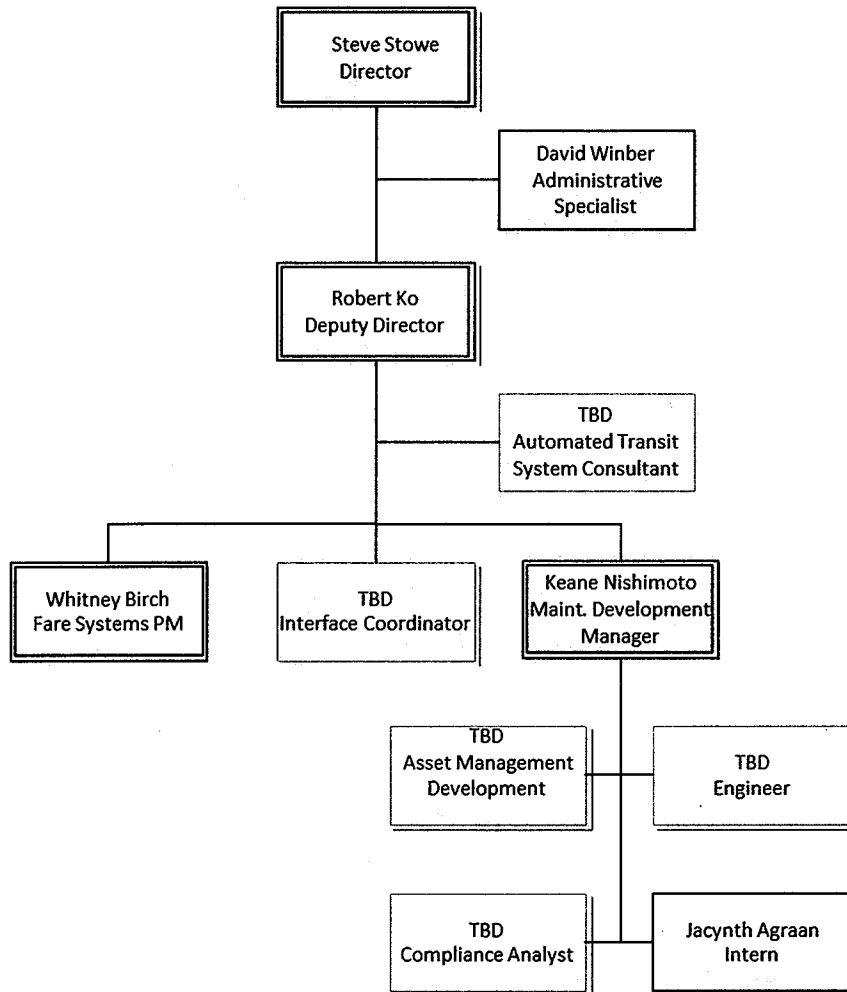 Steve Stowe
Director
David Winber
Administrative
Specialist
Robert Ko
Deputy Director
TBD
Automated Transit
System Consultant
Whitney Birch
Fare Systems PM
TBD
Interface Coordinator
Keane Nishimoto
Maint. Development
Manager
TBD
Asset Management
Development
TBD
Engineer
TBD
Compliance Analyst
Jacynth Agraan
Intern